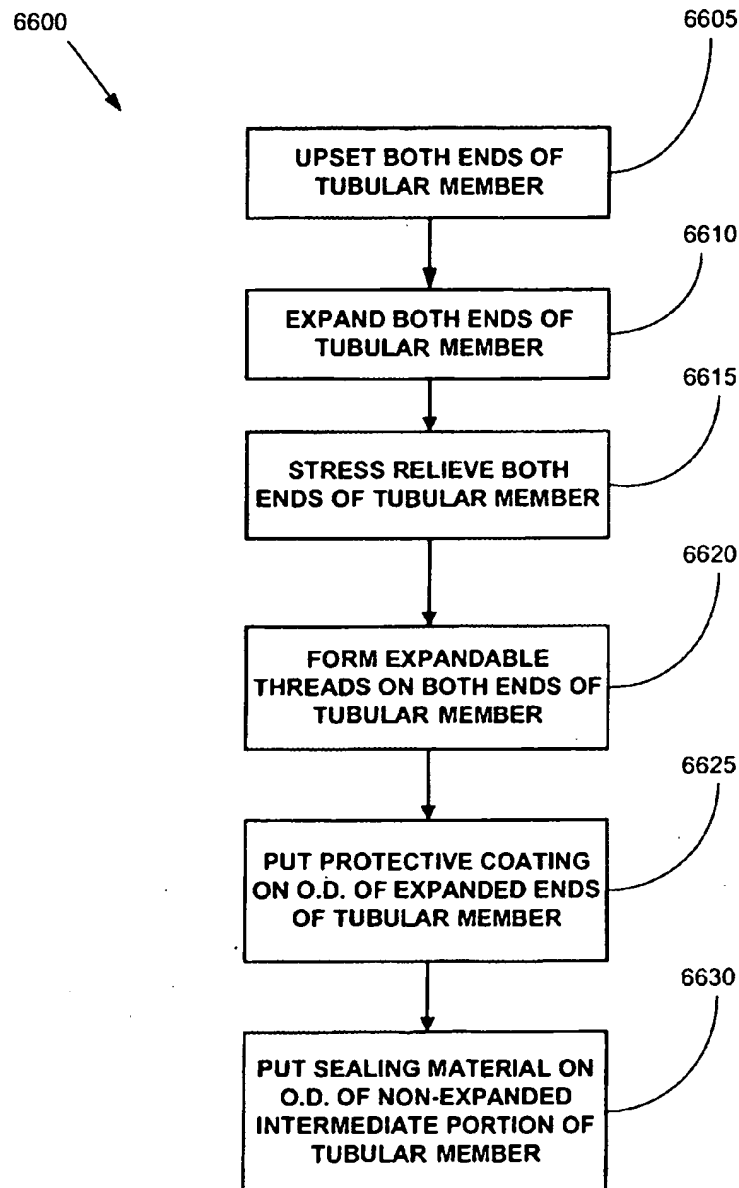 6600
6605
UPSET BOTH ENDS OF
TUBULAR MEMBER
6610
EXPAND BOTH ENDS OF
TUBULAR MEMBER
6615
STRESS RELIEVE BOTH
ENDS OF TUBULAR MEMBER
6620
FORM EXPANDABLE
THREADS ON BOTH ENDS OF
TUBULAR MEMBER
6625
PUT PROTECTIVE COATING
ON O.D. OF EXPANDED ENDS
OF TUBULAR MEMBER
6630
PUT SEALING MATERIAL ON
O.D. OF NON-EXPANDED
INTERMEDIATE PORTION OF
TUBULAR MEMBER